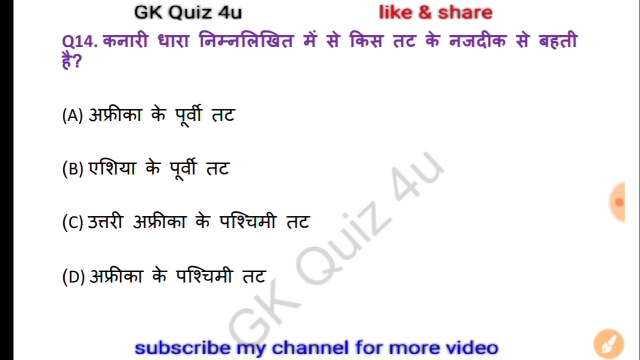 GK Quiz 4u like & share
Q14. कनारी धारा निम्नलिखित में से किस तट के नजदीक से बहती
है?
(A) अफ्रीका के पूर्वी तट
(B) एशिया के पूर्वी तट
(C) उत्तरी अफ्रीका के पश्चिमी तट
(D) अफ्रीका के पश्चिमी तट
GK Quiz 4u
subscribe my channel for more video